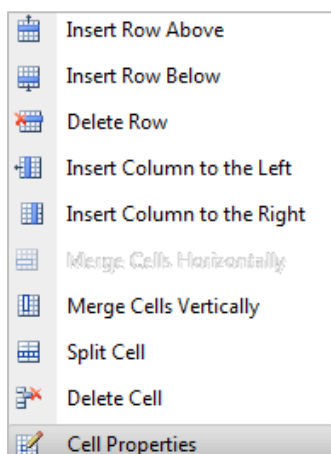 Insert Row Above
Insert Row Below
Delete Row
Insert Column to the Left
Insert Column to the Right
Merge Cells Horizontally
Merge Cells Vertically
Split Cell
Delete Cell
Cell Properties